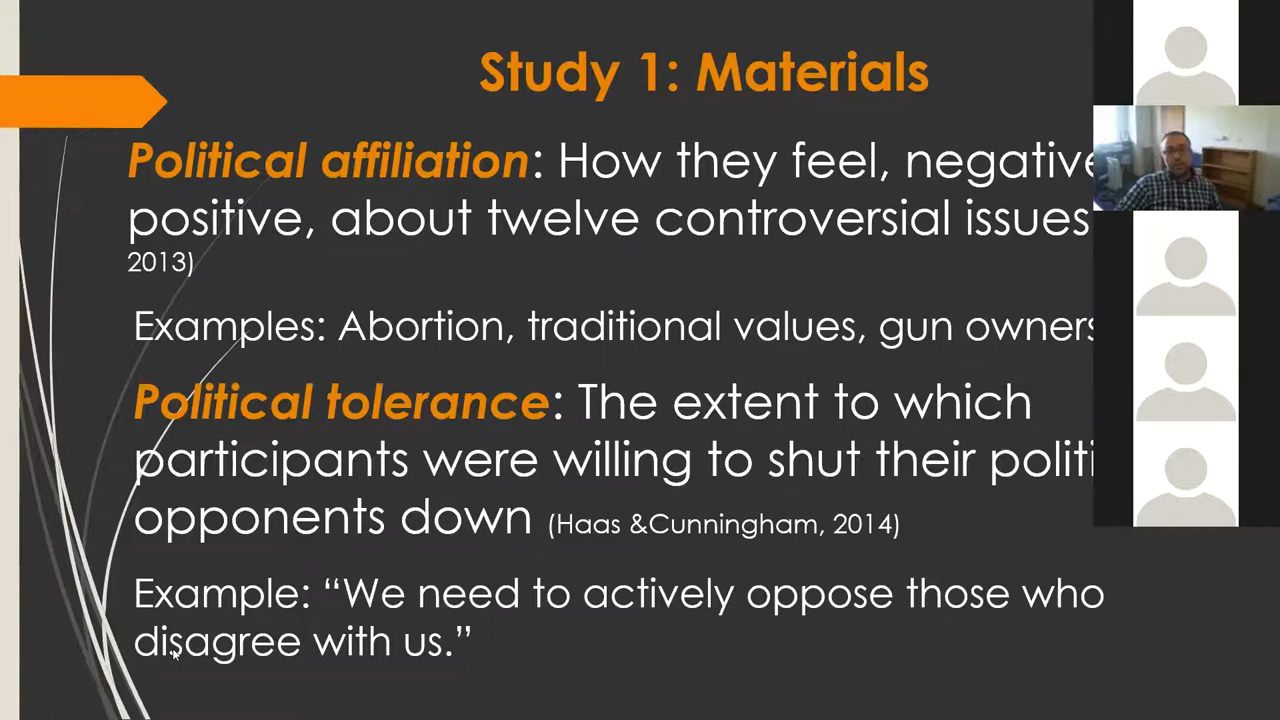 Study 1: Materials
Political affiliation: How they feel, negative
positive, about twelve controversial issues
2013)
Examples: Abortion, traditional values, gun owners
Political tolerance: The extent to which
participants were willing to shut their politi
opponents down (Haas &Cunningham, 2014)
Example: “We need to actively oppose those who
disagree with us.”